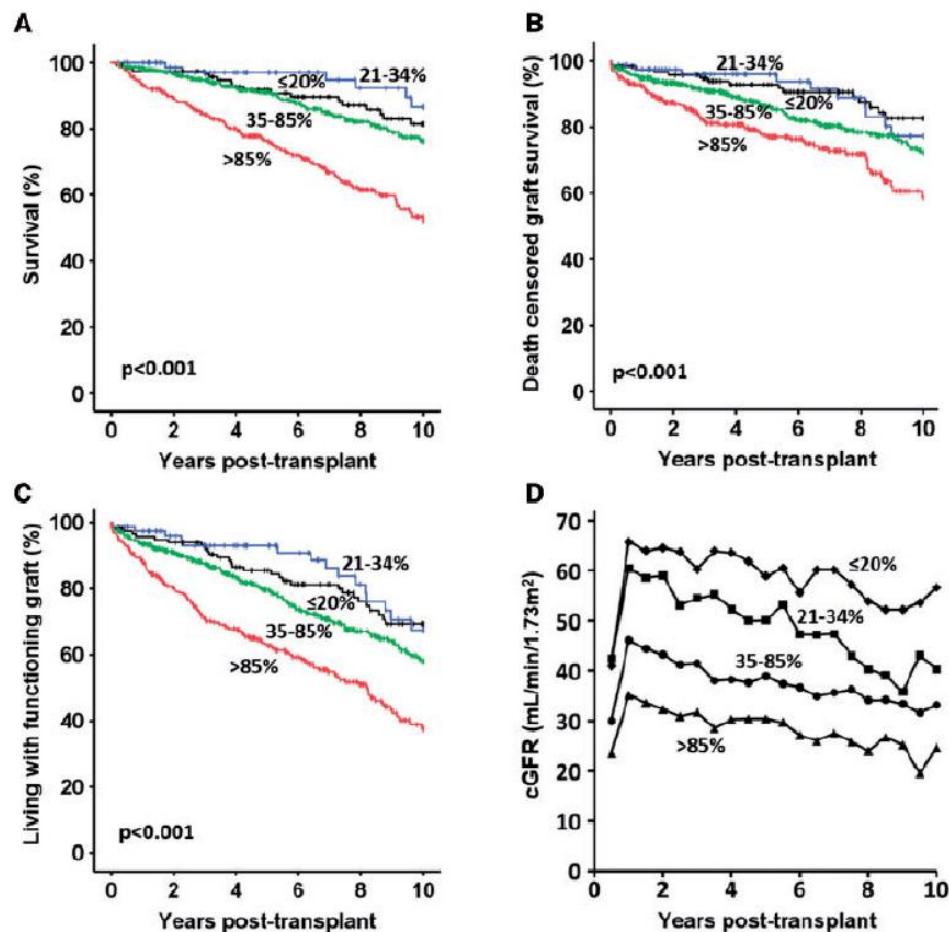 A
Survival (%)
100
80
60
40
20
0
21-34%
≤20%
35-85%
>85%
p<0.001
0 2 4 6 8 10
Years post-transplant
B
Death censored graft survival (%)
100
80
60
40
20
0
21-34%
≤20%
35-85%
>85%
p<0.001
0 2 4 6 8 10
Years post-transplant
C
Living with functioning graft (%)
100
80
60
40
20
0
21-34%
≤20%
35-85%
>85%
p<0.001
0 2 4 6 8 10
Years post-transplant
D
cGFR (mL/min/1.73m²)
70
60
50
40
30
20
10
0
≤20%
21-34%
35-85%
>85%
0 2 4 6 8 10
Years post-transplant